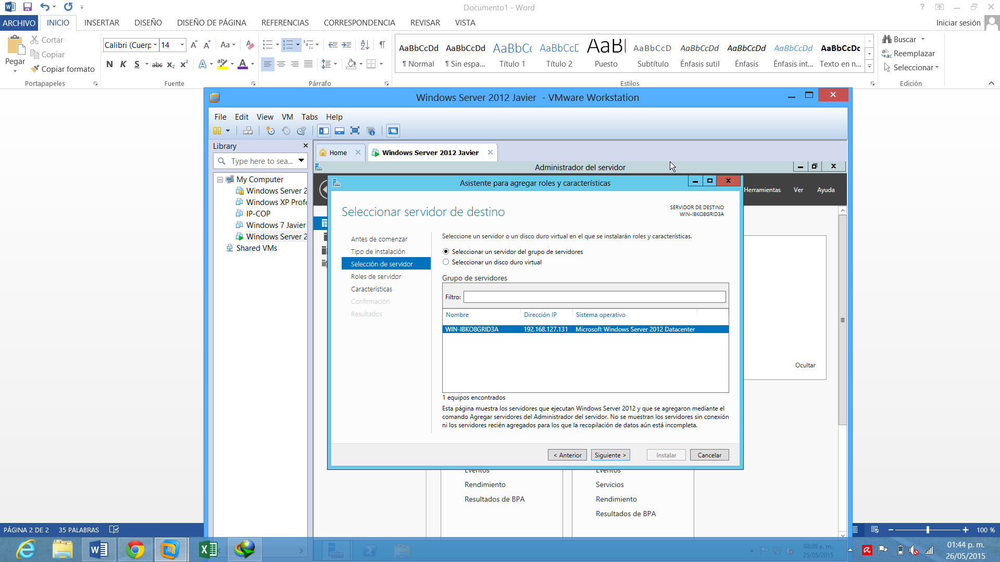 Documento1 - Word
ARCHIVO INICIO INSERTAR DISEÑO DISEÑO DE PÁGINA REFERENCIAS CORRESPONDENCIA REVISAR VISTA Iniciar sesión
Pegar
Cortar
Copiar
Copiar formato
Portapapeles
Calibri (Cuerp 14
N K S abc x₂ x²
Fuente
Párrafo
AaBbCcDd AaBbCcDd AaBbC AaBbCcD AaB AaBbCcD AaBbCcDd AaBbCcDd AaBbCcDd AaBbCcDc
¶ Normal ¶ Sin espa... Título 1 Título 2 Puesto Subtítulo Énfasis sutil Énfasis Énfasis int... Texto en n...
Estilos
Buscar
Reemplazar
Seleccionar
Edición
Windows Server 2012 Javier - VMware Workstation
File Edit View VM Tabs Help
Library
Type here to sea...
My Computer
Windows Server 2
Windows XP Profe
IP-COP
Windows 7 Javier
Windows Server 2
Shared VMs
Home
Windows Server 2012 Javier
Administrador del servidor
Herramientas Ver Ayuda
Asistente para agregar roles y características
Seleccionar servidor de destino
SERVIDOR DE DESTINO
WIN-IBKO8GRID3A
Antes de comenzar
Tipo de instalación
Selección de servidor
Roles de servidor
Características
Confirmación
Resultados
Seleccione un servidor o un disco duro virtual en el que se instalarán roles y características.
Seleccionar un servidor del grupo de servidores
Seleccionar un disco duro virtual
Grupo de servidores
Filtro:
Nombre Dirección IP Sistema operativo
WIN-IBKO8GRID3A 192.168.127.131 Microsoft Windows Server 2012 Datacenter
1 equipos encontrados
Esta página muestra los servidores que ejecutan Windows Server 2012 y que se agregaron mediante el
comando Agregar servidores del Administrador del servidor. No se muestran los servidores sin conexión
ni los servidores recién agregados para los que la recopilación de datos aún está incompleta.
< Anterior Siguiente > Instalar Cancelar
Ocultar
Eventos
Rendimiento
Resultados de BPA
Eventos
Servicios
Rendimiento
Resultados de BPA
PÁGINA 2 DE 2 35 PALABRAS
100 %
08:39 a. m.
25/05/2015
01:44 p. m.
26/05/2015